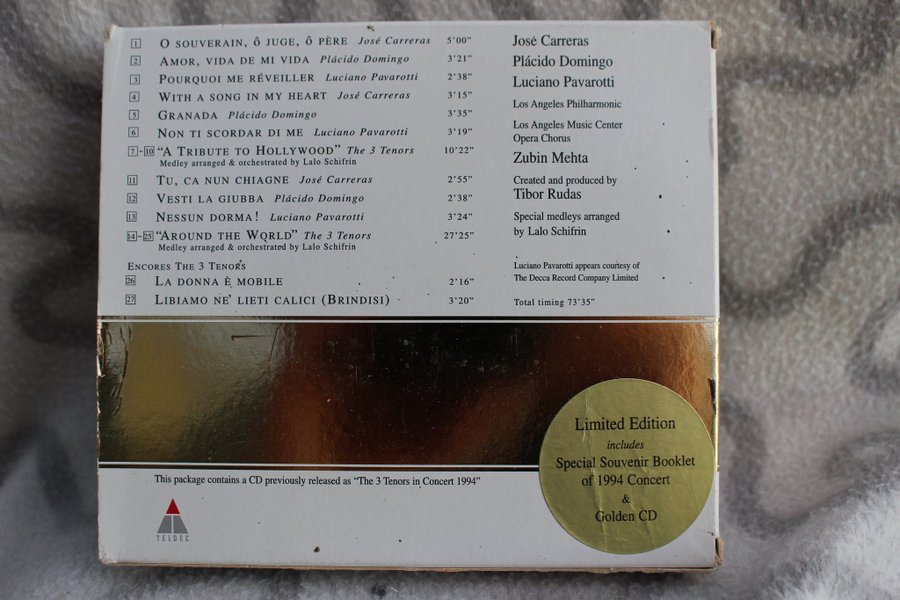 1 O SOUVERAIN, Ô JUGE, Ô PÈRE José Carreras 5'00"
2 AMOR, VIDA DE MI VIDA Plácido Domingo 3'21"
3 POURQUOI ME RÉVEILLER Luciano Pavarotti 2'38"
4 WITH A SONG IN MY HEART José Carreras 3'15"
5 GRANADA Plácido Domingo 3'35"
6 NON TI SCORDAR DI ME Luciano Pavarotti 3'19"
7-10 "A TRIBUTE TO HOLLYWOOD" The 3 Tenors 10'22"
Medley arranged & orchestrated by Lalo Schifrin
11 TU, CA NUN CHIAGNE José Carreras 2'55"
12 VESTI LA GIUBBA Plácido Domingo 2'38"
13 NESSUN DORMA! Luciano Pavarotti 3'24"
14-25 "AROUND THE WORLD" The 3 Tenors 27'25"
Medley arranged & orchestrated by Lalo Schifrin
ENCORES THE 3 TENORS
26 LA DONNA È MOBILE 2'16"
27 LIBIAMO NE' LIETI CALICI (BRINDISI) 3'20"
José Carreras
Plácido Domingo
Luciano Pavarotti
Los Angeles Philharmonic
Los Angeles Music Center
Opera Chorus
Zubin Mehta
Created and produced by
Tibor Rudas
Special medleys arranged
by Lalo Schifrin
Luciano Pavarotti appears courtesy of
The Decca Record Company Limited
Total timing 73'35"
This package contains a CD previously released as "The 3 Tenors in Concert 1994"
TELDEC
Limited Edition
includes
Special Souvenir Booklet
of 1994 Concert
&
Golden CD